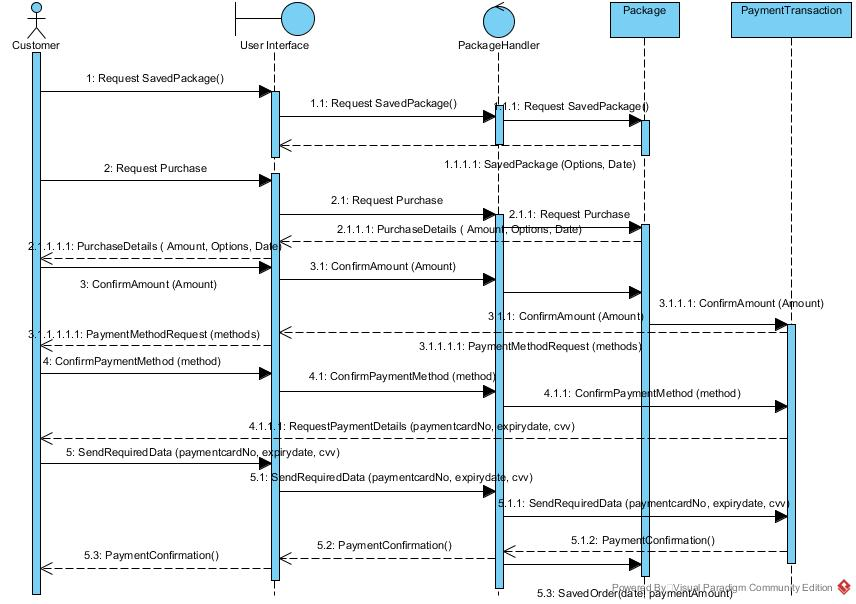 Package
PaymentTransaction
Customer
User Interface
PackageHandler
1: Request SavedPackage()
1.1: Request SavedPackage()
1.1.1: Request SavedPackage()
1.1.1.1: SavedPackage (Options, Date)
2: Request Purchase
2.1: Request Purchase
2.1.1: Request Purchase
2.1.1.1: PurchaseDetails ( Amount, Options, Date)
2.1.1.1.1: PurchaseDetails ( Amount, Options, Date)
3.1: ConfirmAmount (Amount)
3: ConfirmAmount (Amount)
3.1.1.1: ConfirmAmount (Amount)
3.1.1: ConfirmAmount (Amount)
3.1.1.1.1.1: PaymentMethodRequest (methods)
3.1.1.1.1: PaymentMethodRequest (methods)
4: ConfirmPaymentMethod (method)
4.1: ConfirmPaymentMethod (method)
4.1.1: ConfirmPaymentMethod (method)
4.1.1.1: RequestPaymentDetails (paymentcardNo, expirydate, cvv)
5: SendRequiredData (paymentcardNo, expirydate, cvv)
5.1: SendRequiredData (paymentcardNo, expirydate, cvv)
5.1.1: SendRequiredData (paymentcardNo, expirydate, cvv)
5.1.2: PaymentConfirmation()
5.2: PaymentConfirmation()
5.3: PaymentConfirmation()
Powered By Visual Paradigm Community Edition
5.3: SavedOrder(date, paymentAmount)